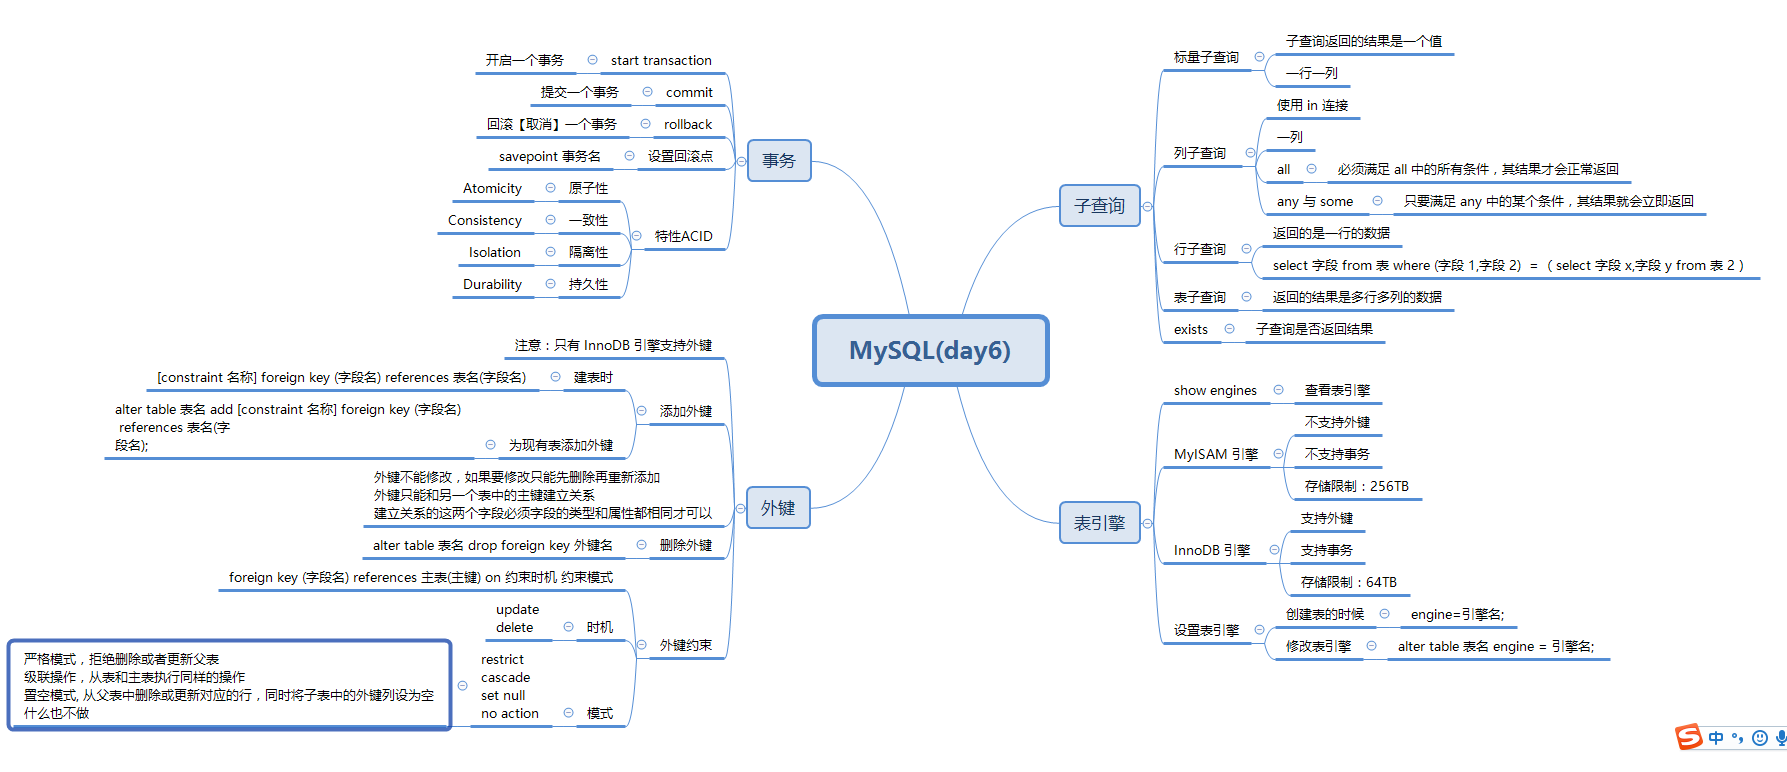 MySQL(day6)
事务
start transaction
开启一个事务
commit
提交一个事务
rollback
回滚【取消】一个事务
设置回滚点
savepoint 事务名
特性ACID
原子性
Atomicity
一致性
Consistency
隔离性
Isolation
持久性
Durability
外键
注意：只有 InnoDB 引擎支持外键
添加外键
建表时
[constraint 名称] foreign key (字段名) references 表名(字段名)
为现有表添加外键
alter table 表名 add [constraint 名称] foreign key (字段名)
references 表名(字
段名);
外键不能修改，如果要修改只能先删除再重新添加
外键只能和另一个表中的主键建立关系
建立关系的这两个字段必须字段的类型和属性都相同才可以
删除外键
alter table 表名 drop foreign key 外键名
外键约束
foreign key (字段名) references 主表(主键) on 约束时机 约束模式
时机
update
delete
模式
restrict
cascade
set null
no action
严格模式，拒绝删除或者更新父表
级联操作，从表和主表执行同样的操作
置空模式, 从父表中删除或更新对应的行，同时将子表中的外键列设为空
什么也不做
子查询
标量子查询
子查询返回的结果是一个值
一行一列
列子查询
使用 in 连接
一列
all
必须满足 all 中的所有条件，其结果才会正常返回
any 与 some
只要满足 any 中的某个条件，其结果就会立即返回
行子查询
返回的是一行的数据
select 字段 from 表 where (字段 1,字段 2) =（ select 字段 x,字段 y from 表 2 ）
表子查询
返回的结果是多行多列的数据
exists
子查询是否返回结果
表引擎
show engines
查看表引擎
MyISAM 引擎
不支持外键
不支持事务
存储限制：256TB
InnoDB 引擎
支持外键
支持事务
存储限制：64TB
设置表引擎
创建表的时候
engine=引擎名;
修改表引擎
alter table 表名 engine = 引擎名;
S 中 °，